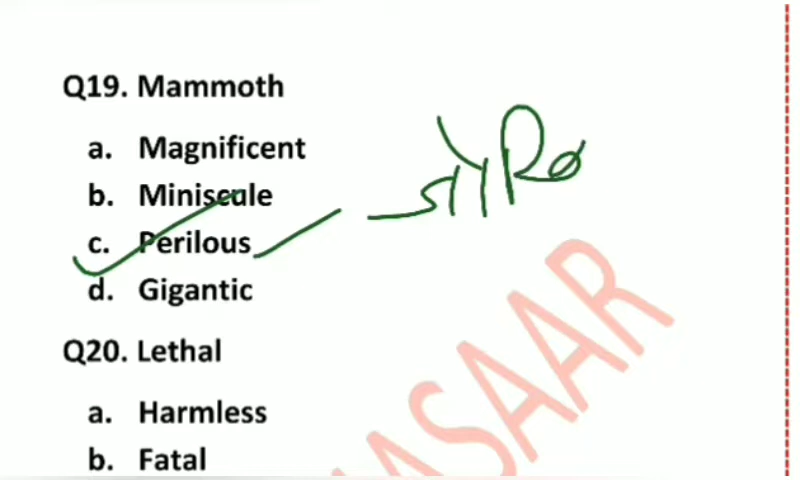 Q19. Mammoth
a. Magnificent
b. Miniscule
c. Perilous
d. Gigantic
Q20. Lethal
a. Harmless
b. Fatal